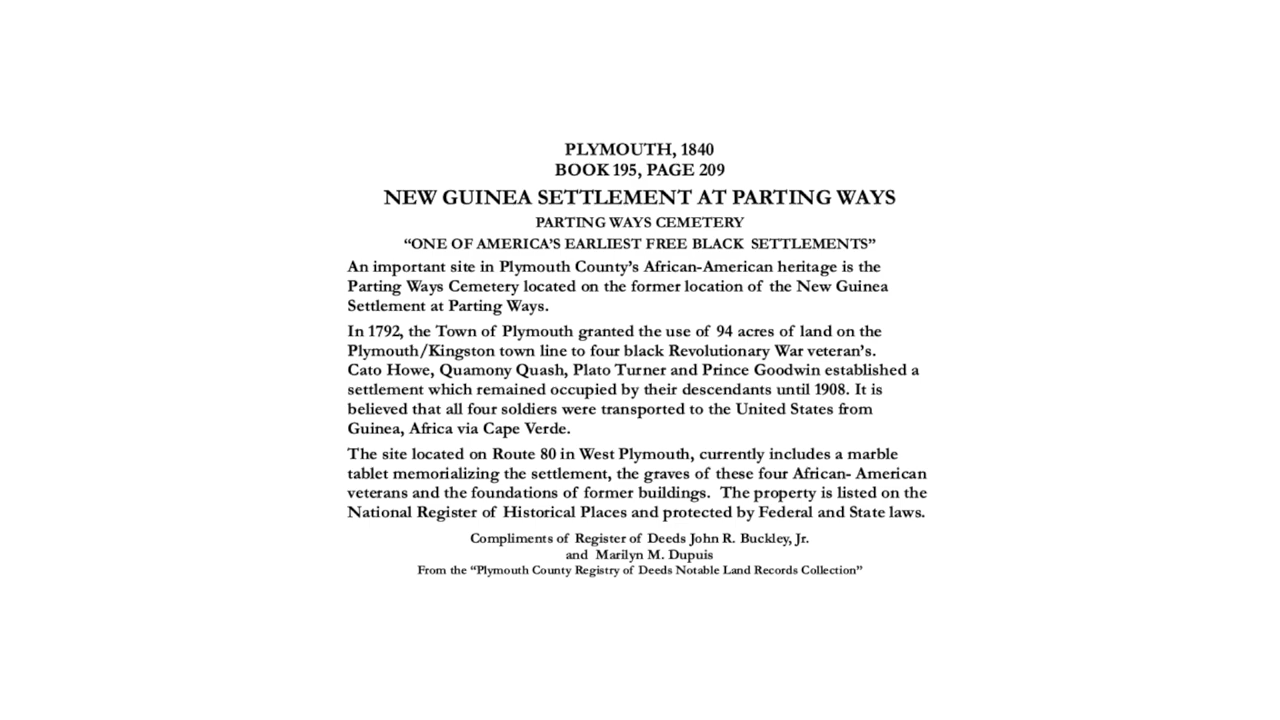 PLYMOUTH, 1840
BOOK 195, PAGE 209
NEW GUINEA SETTLEMENT AT PARTING WAYS
PARTING WAYS CEMETERY
“ONE OF AMERICA’S EARLIEST FREE BLACK SETTLEMENTS”
An important site in Plymouth County’s African-American heritage is the
Parting Ways Cemetery located on the former location of the New Guinea
Settlement at Parting Ways.
In 1792, the Town of Plymouth granted the use of 94 acres of land on the
Plymouth/Kingston town line to four black Revolutionary War veteran’s.
Cato Howe, Quamony Quash, Plato Turner and Prince Goodwin established a
settlement which remained occupied by their descendants until 1908. It is
believed that all four soldiers were transported to the United States from
Guinea, Africa via Cape Verde.
The site located on Route 80 in West Plymouth, currently includes a marble
tablet memorializing the settlement, the graves of these four African- American
veterans and the foundations of former buildings. The property is listed on the
National Register of Historical Places and protected by Federal and State laws.
Compliments of Register of Deeds John R. Buckley, Jr.
and Marilyn M. Dupuis
From the “Plymouth County Registry of Deeds Notable Land Records Collection”